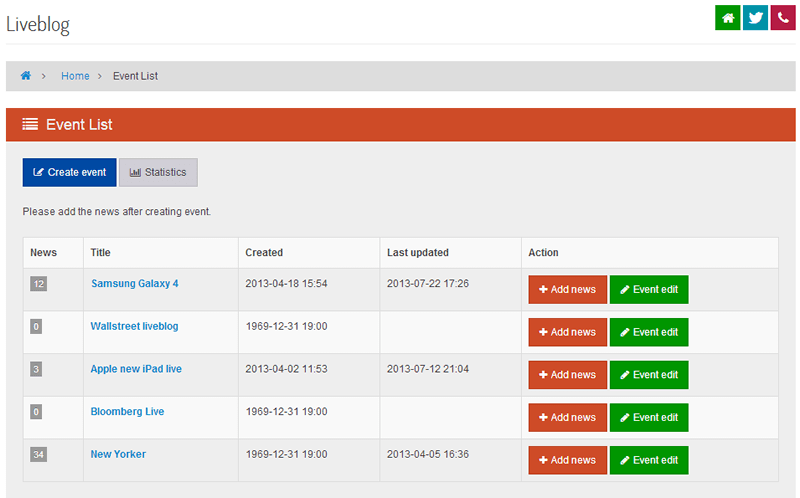 Liveblog
Home > Event List
Event List
Create event Statistics
Please add the news after creating event.
News Title Created Last updated Action
12 Samsung Galaxy 4 2013-04-18 15:54 2013-07-22 17:26 Add news Event edit
0 Wallstreet liveblog 1969-12-31 19:00 Add news Event edit
3 Apple new iPad live 2013-04-02 11:53 2013-07-12 21:04 Add news Event edit
0 Bloomberg Live 1969-12-31 19:00 Add news Event edit
34 New Yorker 1969-12-31 19:00 2013-04-05 16:36 Add news Event edit